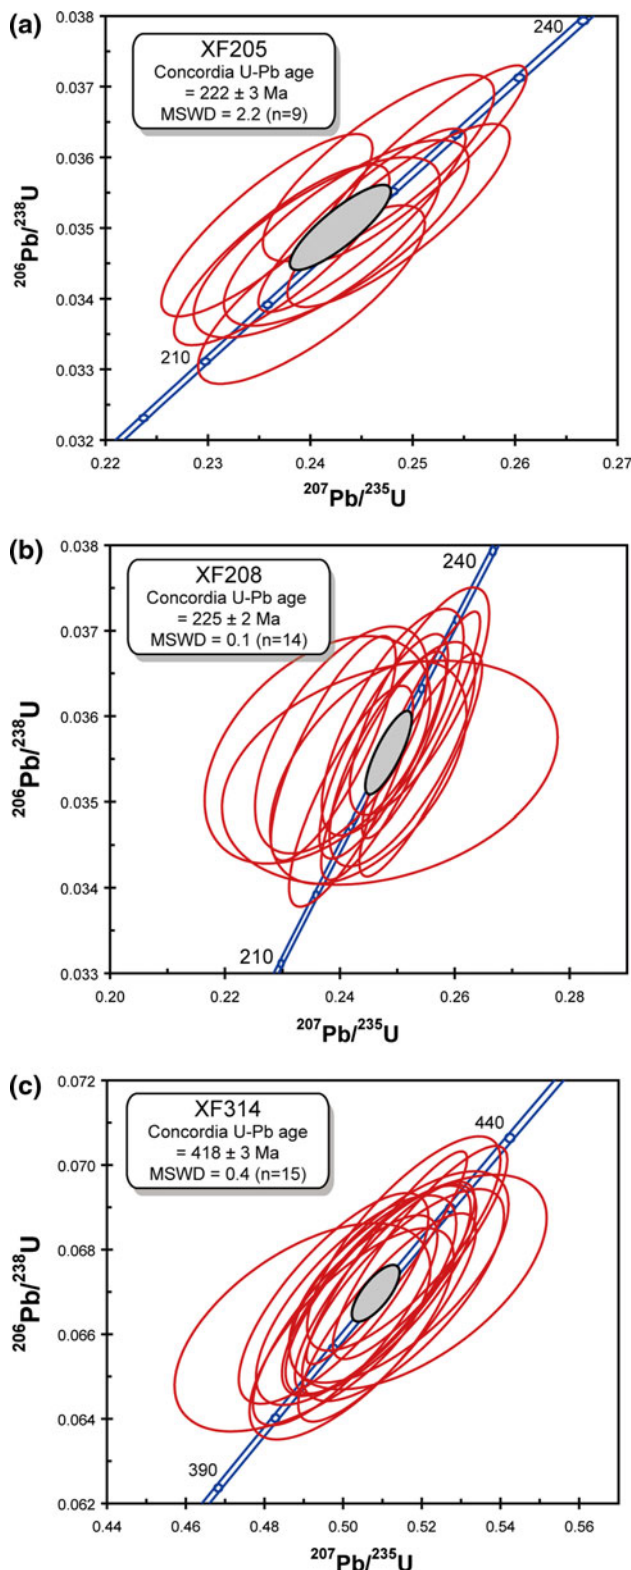 (a)
0.038
0.037
0.036
0.035
0.034
0.033
0.032
²⁰⁶Pb/²³⁸U
XF205
Concordia U-Pb age
= 222 ± 3 Ma
MSWD = 2.2 (n=9)
240
210
0.22 0.23 0.24 0.25 0.26 0.27
²⁰⁷Pb/²³⁵U
(b)
0.038
0.037
0.036
0.035
0.034
0.033
²⁰⁶Pb/²³⁸U
XF208
Concordia U-Pb age
= 225 ± 2 Ma
MSWD = 0.1 (n=14)
240
210
0.20 0.22 0.24 0.26 0.28
²⁰⁷Pb/²³⁵U
(c)
0.072
0.070
0.068
0.066
0.064
0.062
²⁰⁶Pb/²³⁸U
XF314
Concordia U-Pb age
= 418 ± 3 Ma
MSWD = 0.4 (n=15)
440
390
0.44 0.46 0.48 0.50 0.52 0.54 0.56
²⁰⁷Pb/²³⁵U